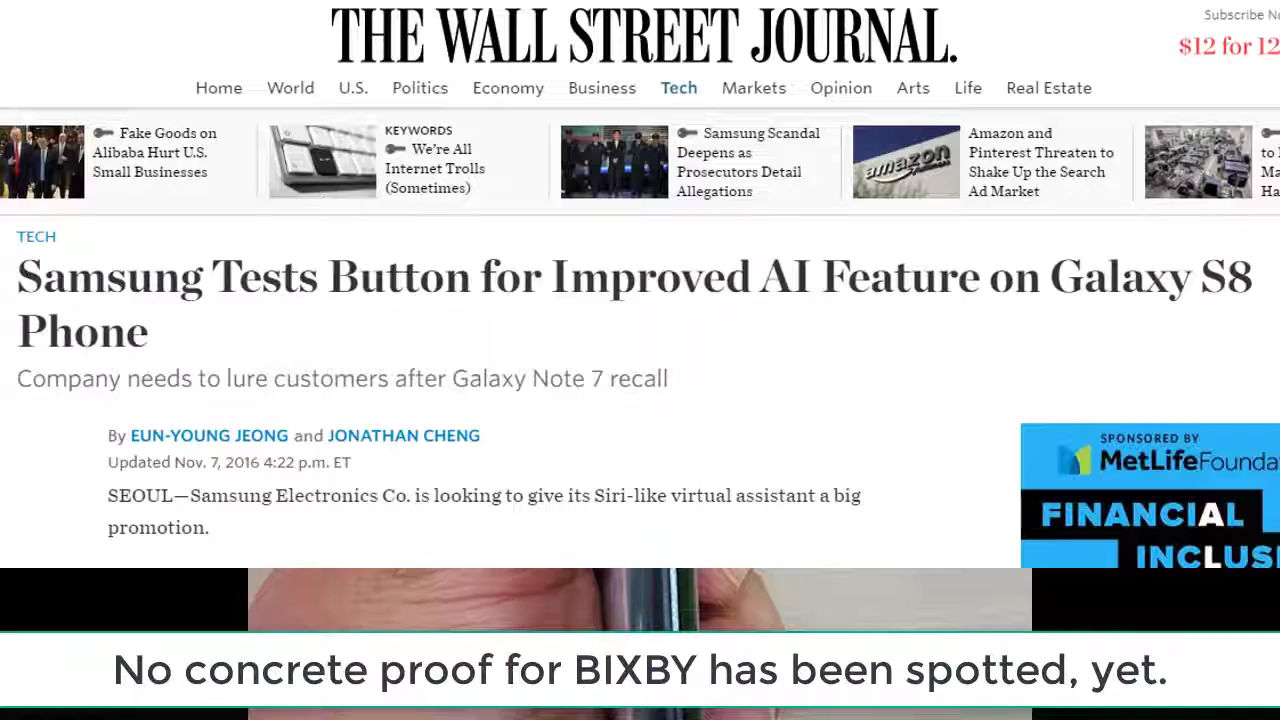 THE WALL STREET JOURNAL.
Subscribe
$12 for 12
Home World U.S. Politics Economy Business Tech Markets Opinion Arts Life Real Estate
Fake Goods on
Alibaba Hurt U.S.
Small Businesses
KEYWORDS
We're All
Internet Trolls
(Sometimes)
Samsung Scandal
Deepens as
Prosecutors Detail
Allegations
amazon
Amazon and
Pinterest Threaten to
Shake Up the Search
Ad Market
to
TECH
Samsung Tests Button for Improved AI Feature on Galaxy S8
Phone
Company needs to lure customers after Galaxy Note 7 recall
By EUN-YOUNG JEONG and JONATHAN CHENG
Updated Nov. 7, 2016 4:22 p.m. ET
SEOUL—Samsung Electronics Co. is looking to give its Siri-like virtual assistant a big
promotion.
SPONSORED BY
MetLife Founda
FINANCIAL
INCLUS
No concrete proof for BIXBY has been spotted, yet.